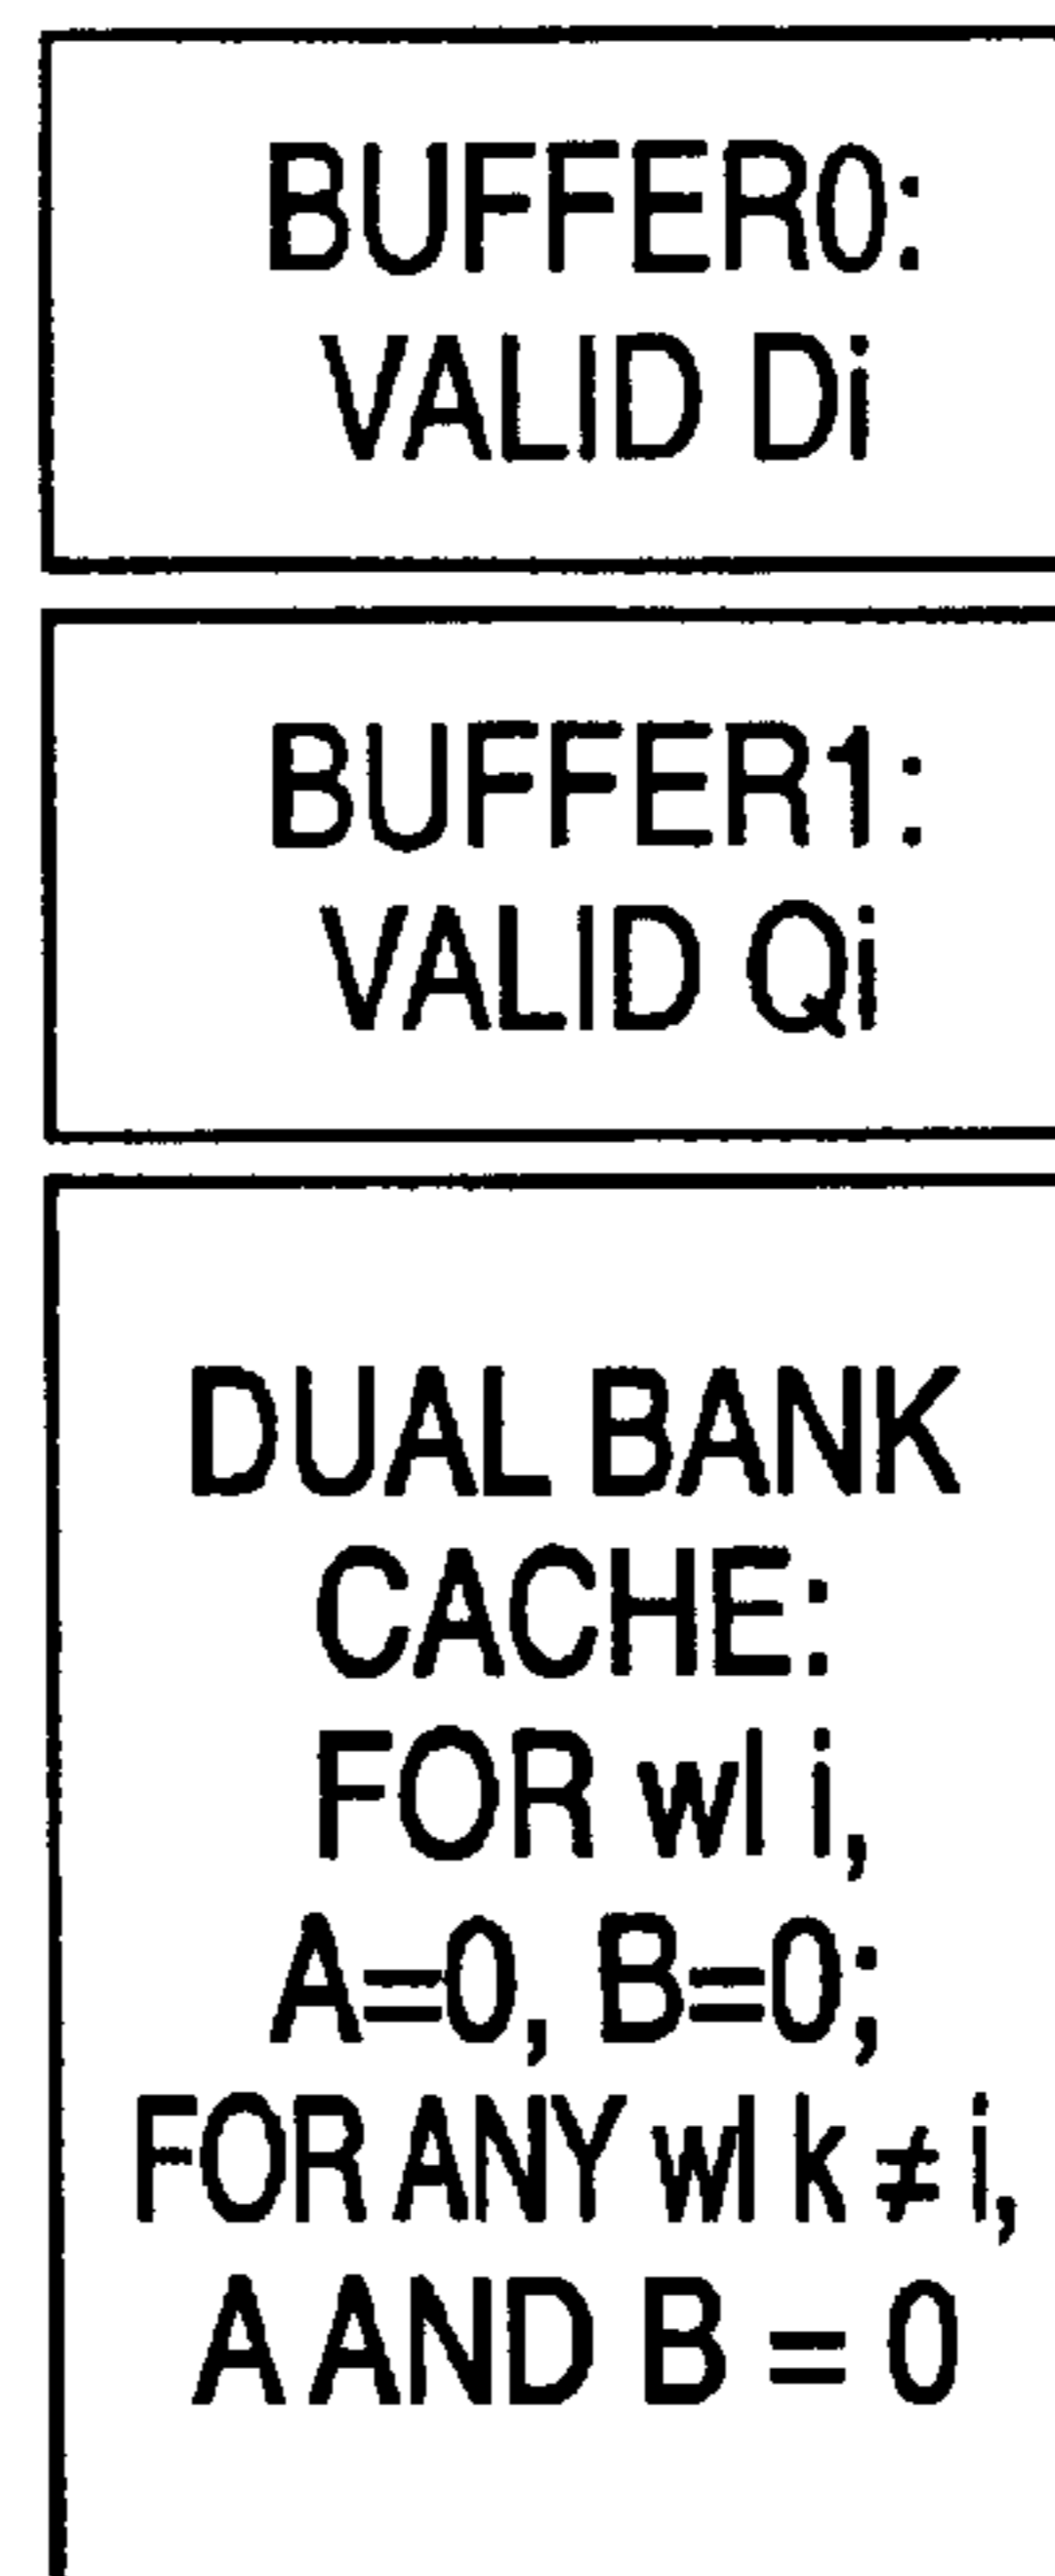 BUFFER0:
VALID Di
BUFFER1:
VALID Qi
DUAL BANK
CACHE:
FOR wl i,
A=0, B=0;
FOR ANY wl k ≠ i,
A AND B = 0